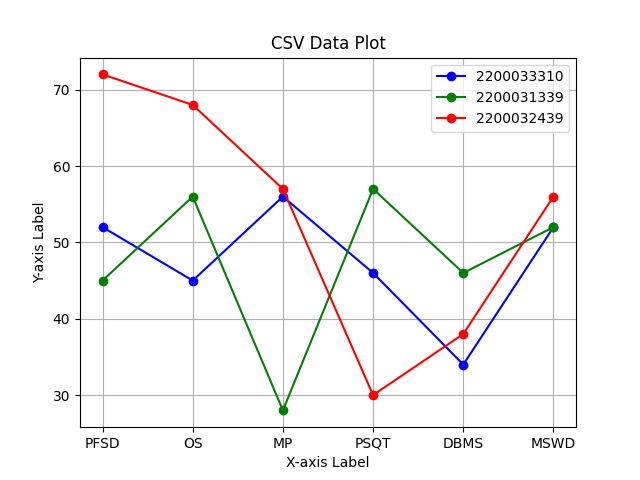 CSV Data Plot
2200033310
2200031339
2200032439
70
60
50
40
30
Y-axis Label
PFSD OS MP PSQT DBMS MSWD
X-axis Label